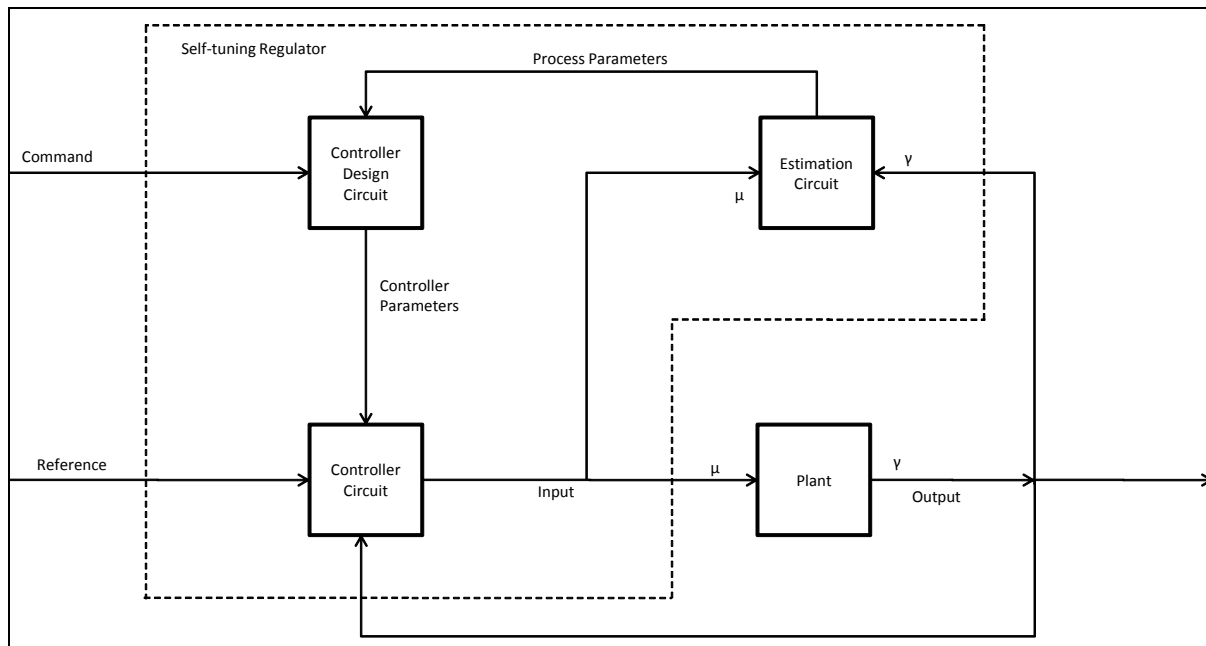 Self-tuning Regulator
Process Parameters
Command
Controller
Design
Circuit
Estimation
Circuit
γ
μ
Controller
Parameters
Reference
Controller
Circuit
Input
μ
Plant
γ
Output